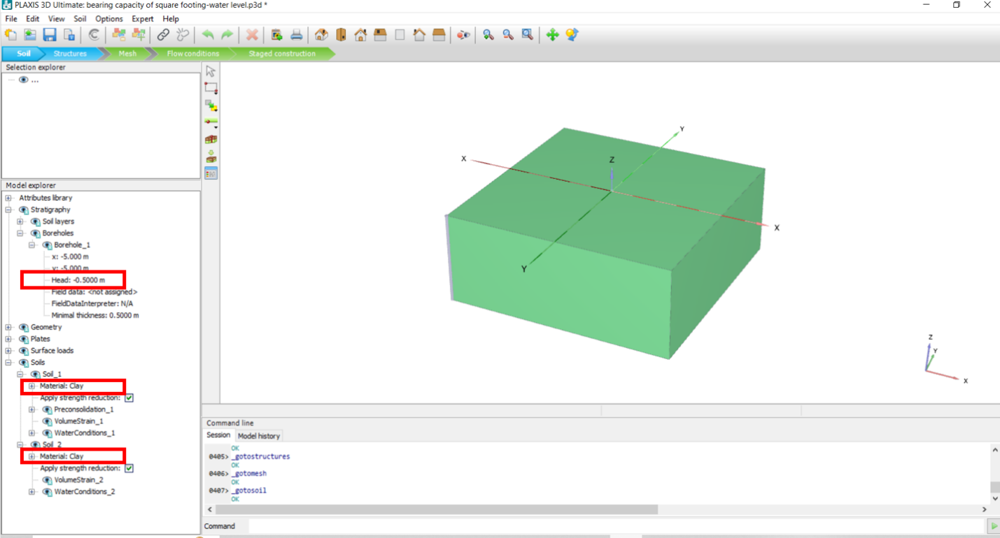 PLAXIS 3D Ultimate: bearing capacity of square footing-water level.p3d *
File Edit View Soil Options Expert Help
Soil Structures Mesh Flow conditions Staged construction
Selection explorer
...
Model explorer
Attributes library
Stratigraphy
Soil layers
Boreholes
Borehole_1
x: -5.000 m
y: -5.000 m
Head: -0.5000 m
Field data: <not assigned>
FieldDataInterpreter: N/A
Minimal thickness: 0.5000 m
Geometry
Plates
Surface loads
Soils
Soil_1
Material: Clay
Apply strength reduction:
Preconsolidation_1
VolumeStrain_1
WaterConditions_1
Soil_2
Material: Clay
Apply strength reduction:
VolumeStrain_2
WaterConditions_2
Y
X
Z
X
Y
Z
Y
X
Command line
Session Model history
OK
0405> _gotostructures
OK
0406> _gotomesh
OK
0407> _gotosoil
OK
Command